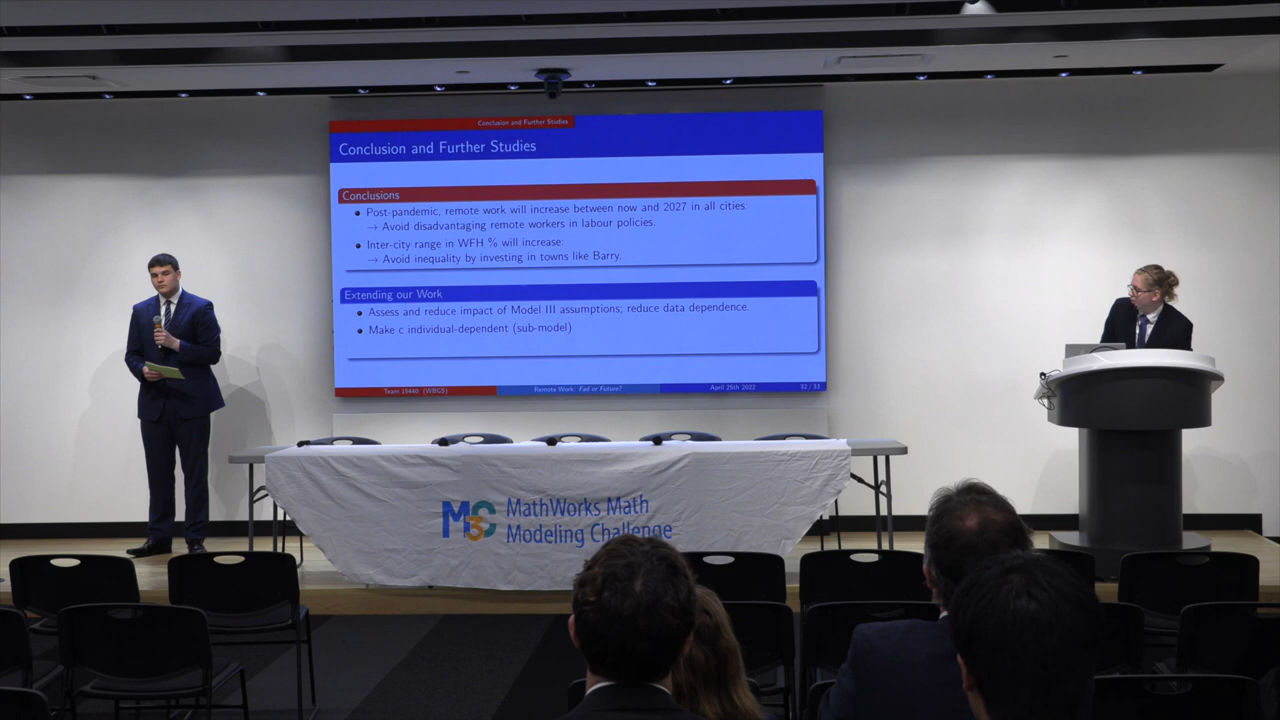 Conclusion and Further Studies
Conclusion and Further Studies
Conclusions
• Post-pandemic, remote work will increase between now and 2027 in all cities:
→ Avoid disadvantaging remote workers in labour policies.
• Inter-city range in WFH % will increase:
→ Avoid inequality by investing in towns like Barry.
Extending our Work
• Assess and reduce impact of Model III assumptions; reduce data dependence.
• Make c individual-dependent (sub-model)
Team 15440 (WBGS) Remote Work: Fad or Future? April 25th 2022 32 / 33
M3C MathWorks Math
Modeling Challenge